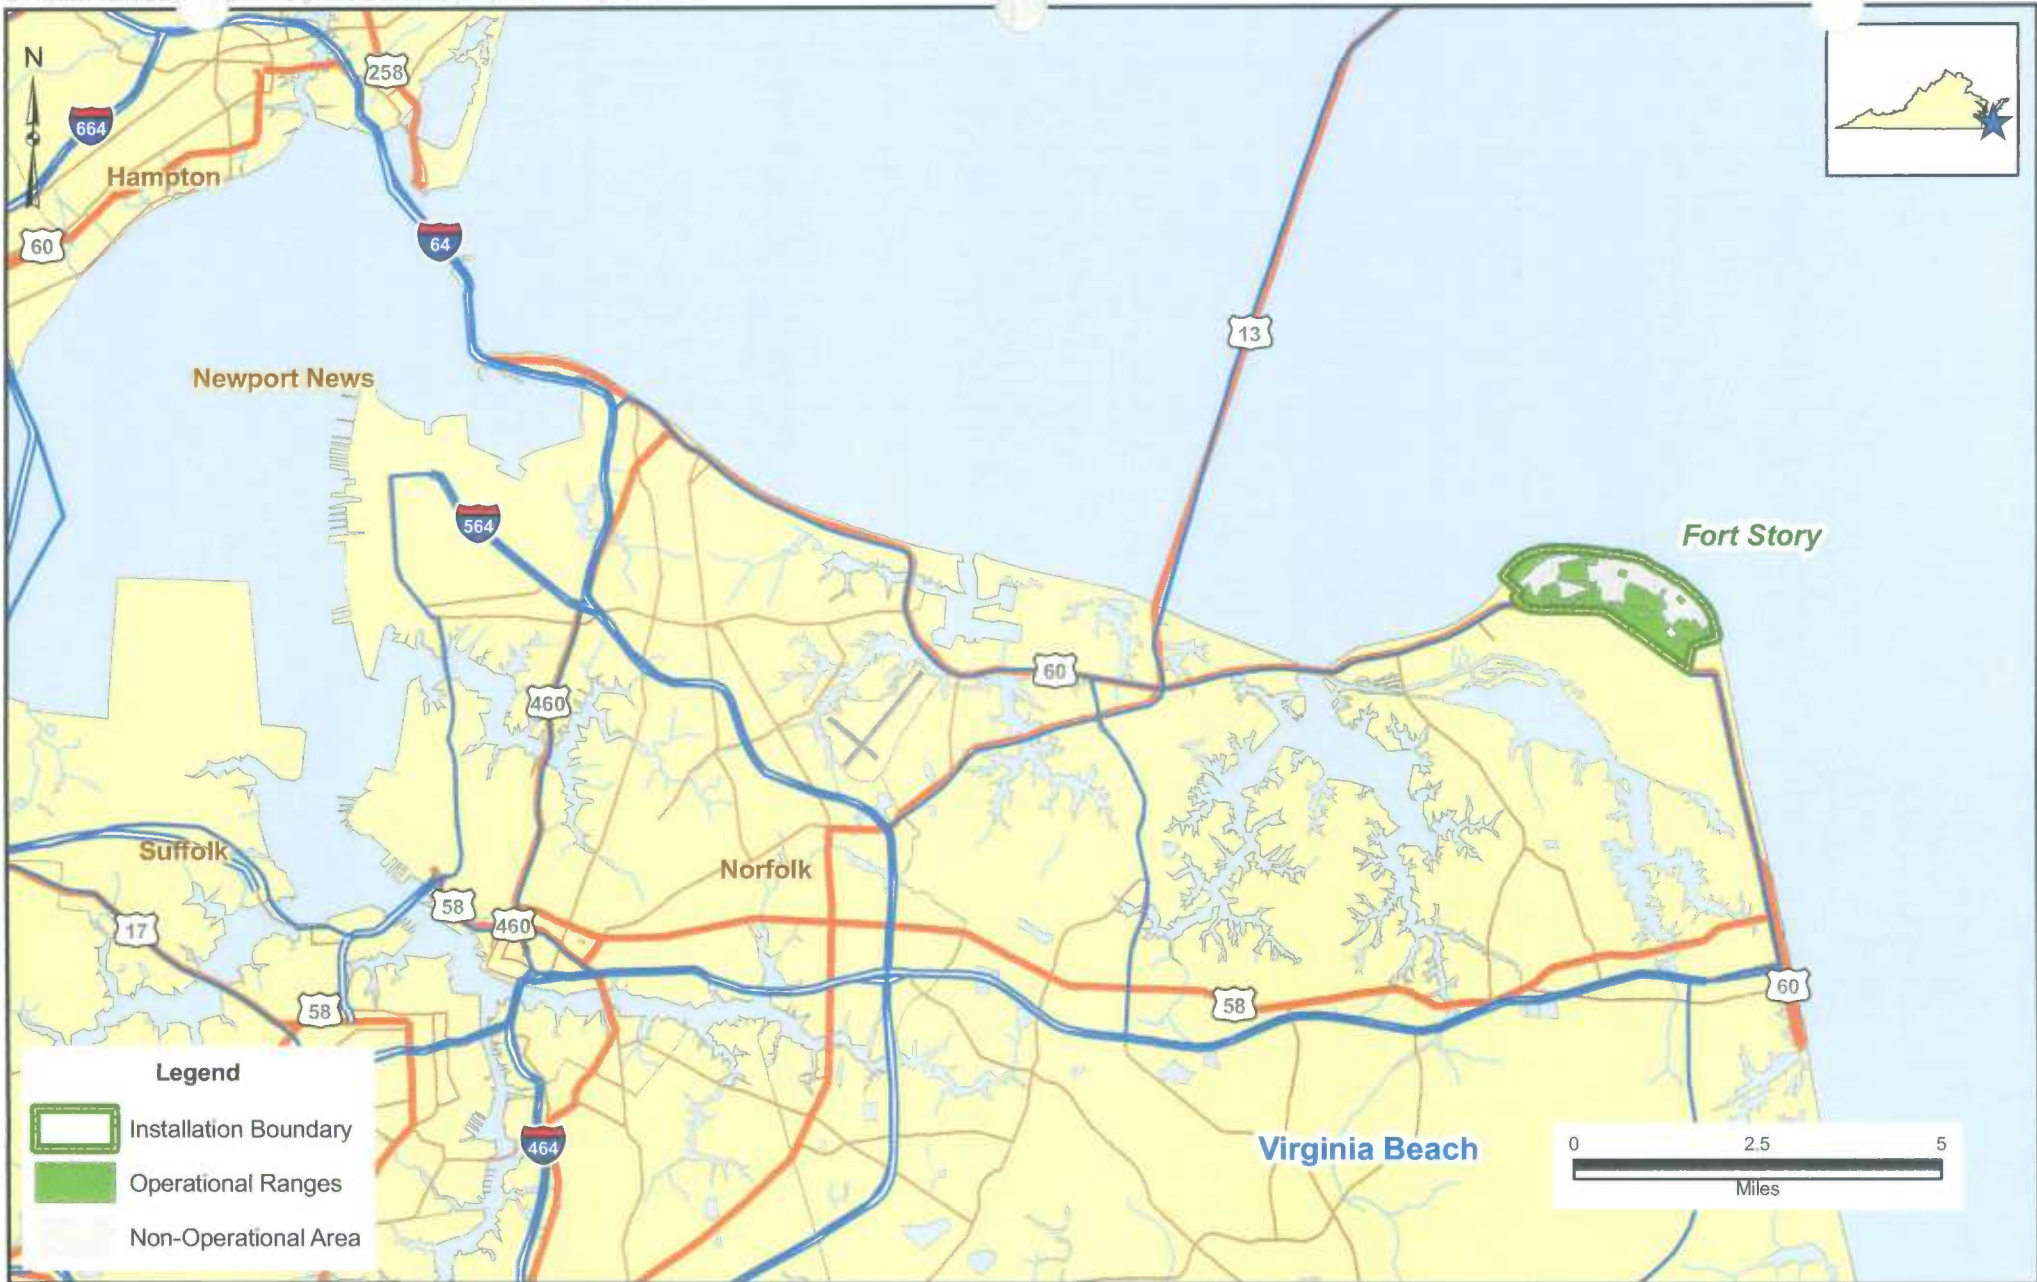 N
258
664
Hampton
60
64
13
Newport News
564
Fort Story
60
460
Suffolk
Norfolk
58
460
17
58
58
60
Legend
Installation Boundary
Operational Ranges
Non-Operational Area
464
Virginia Beach
0 2.5 5
Miles